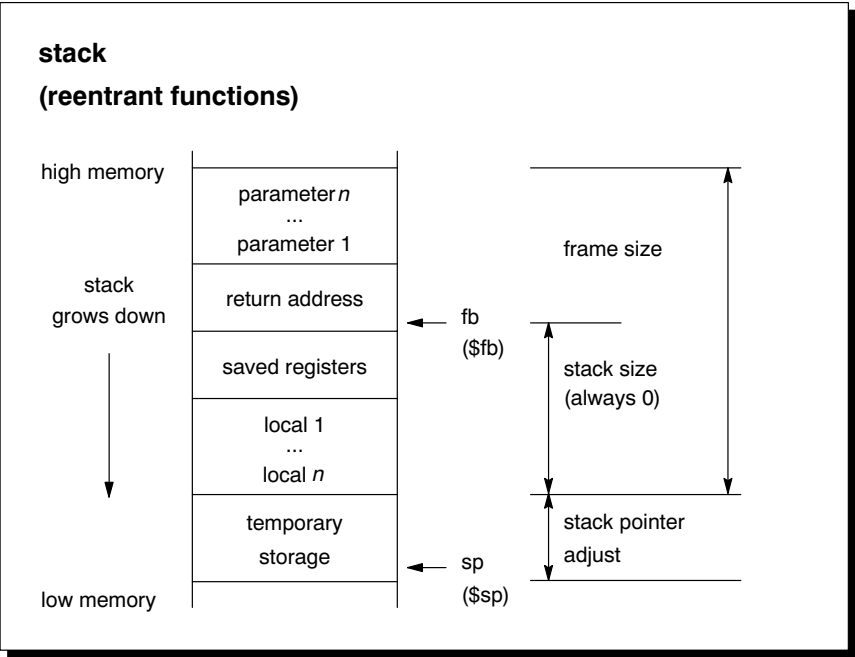 stack
(reentrant functions)
high memory
parameter n
...
parameter 1
frame size
stack
grows down
return address
fb
($fb)
saved registers
stack size
(always 0)
local 1
...
local n
temporary
storage
stack pointer
adjust
sp
($sp)
low memory